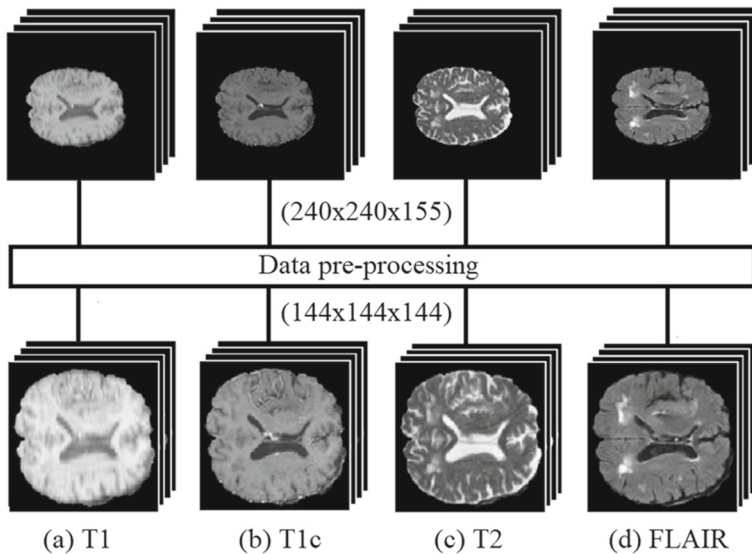 (240x240x155)
Data pre-processing
(144x144x144)
(a) T1 (b) T1c (c) T2 (d) FLAIR